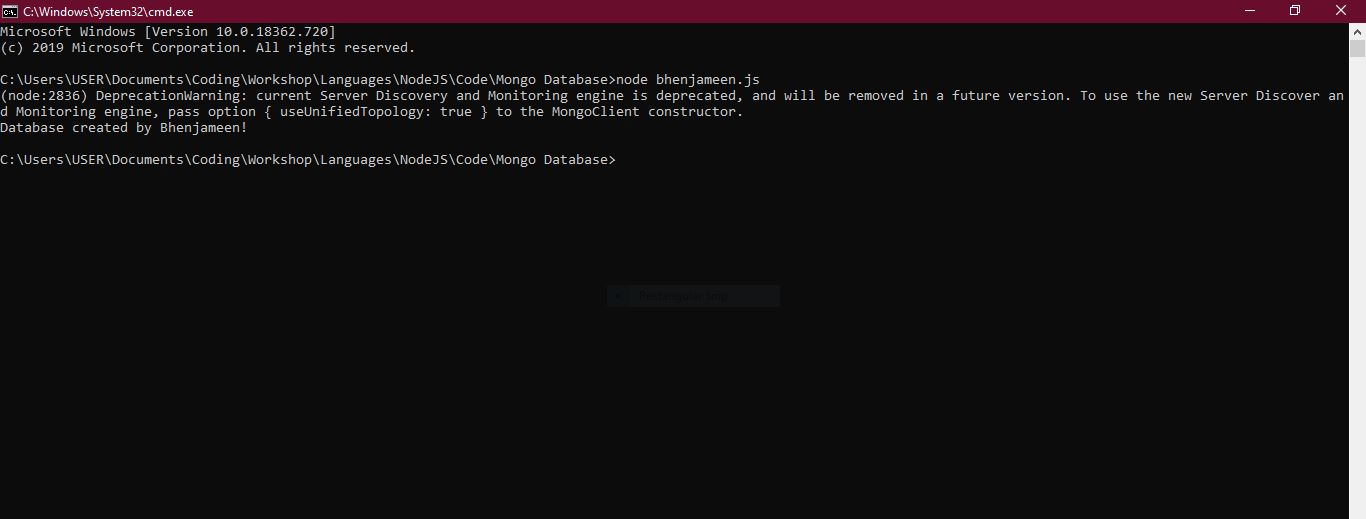 C:\Windows\System32\cmd.exe
Microsoft Windows [Version 10.0.18362.720]
(c) 2019 Microsoft Corporation. All rights reserved.
C:\Users\USER\Documents\Coding\Workshop\Languages\NodeJS\Code\Mongo Database>node bhenjameen.js
(node:2836) DeprecationWarning: current Server Discovery and Monitoring engine is deprecated, and will be removed in a future version. To use the new Server Discover an
d Monitoring engine, pass option { useUnifiedTopology: true } to the MongoClient constructor.
Database created by Bhenjameen!
C:\Users\USER\Documents\Coding\Workshop\Languages\NodeJS\Code\Mongo Database>
Rectangular Snip